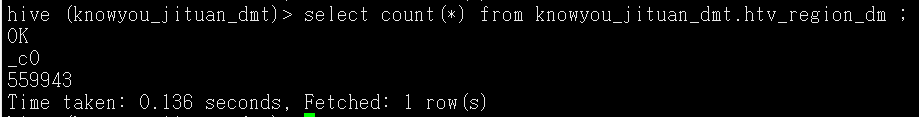 hive (knowyou_jituan_dmt)> select count(*) from knowyou_jituan_dmt.htv_region_dm ;
OK
_c0
559943
Time taken: 0.136 seconds, Fetched: 1 row(s)